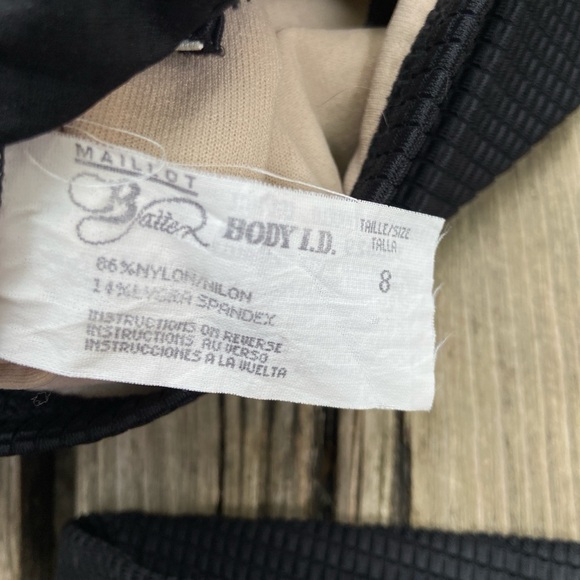 MAILLOT
Baltex BODY I.D.
TAILLE/SIZE
TALLA
8
86%NYLON/NILON
14%LYCRA SPANDEX
INSTRUCTIONS ON REVERSE
INSTRUCTIONS AU VERSO
INSTRUCCIONES A LA VUELTA